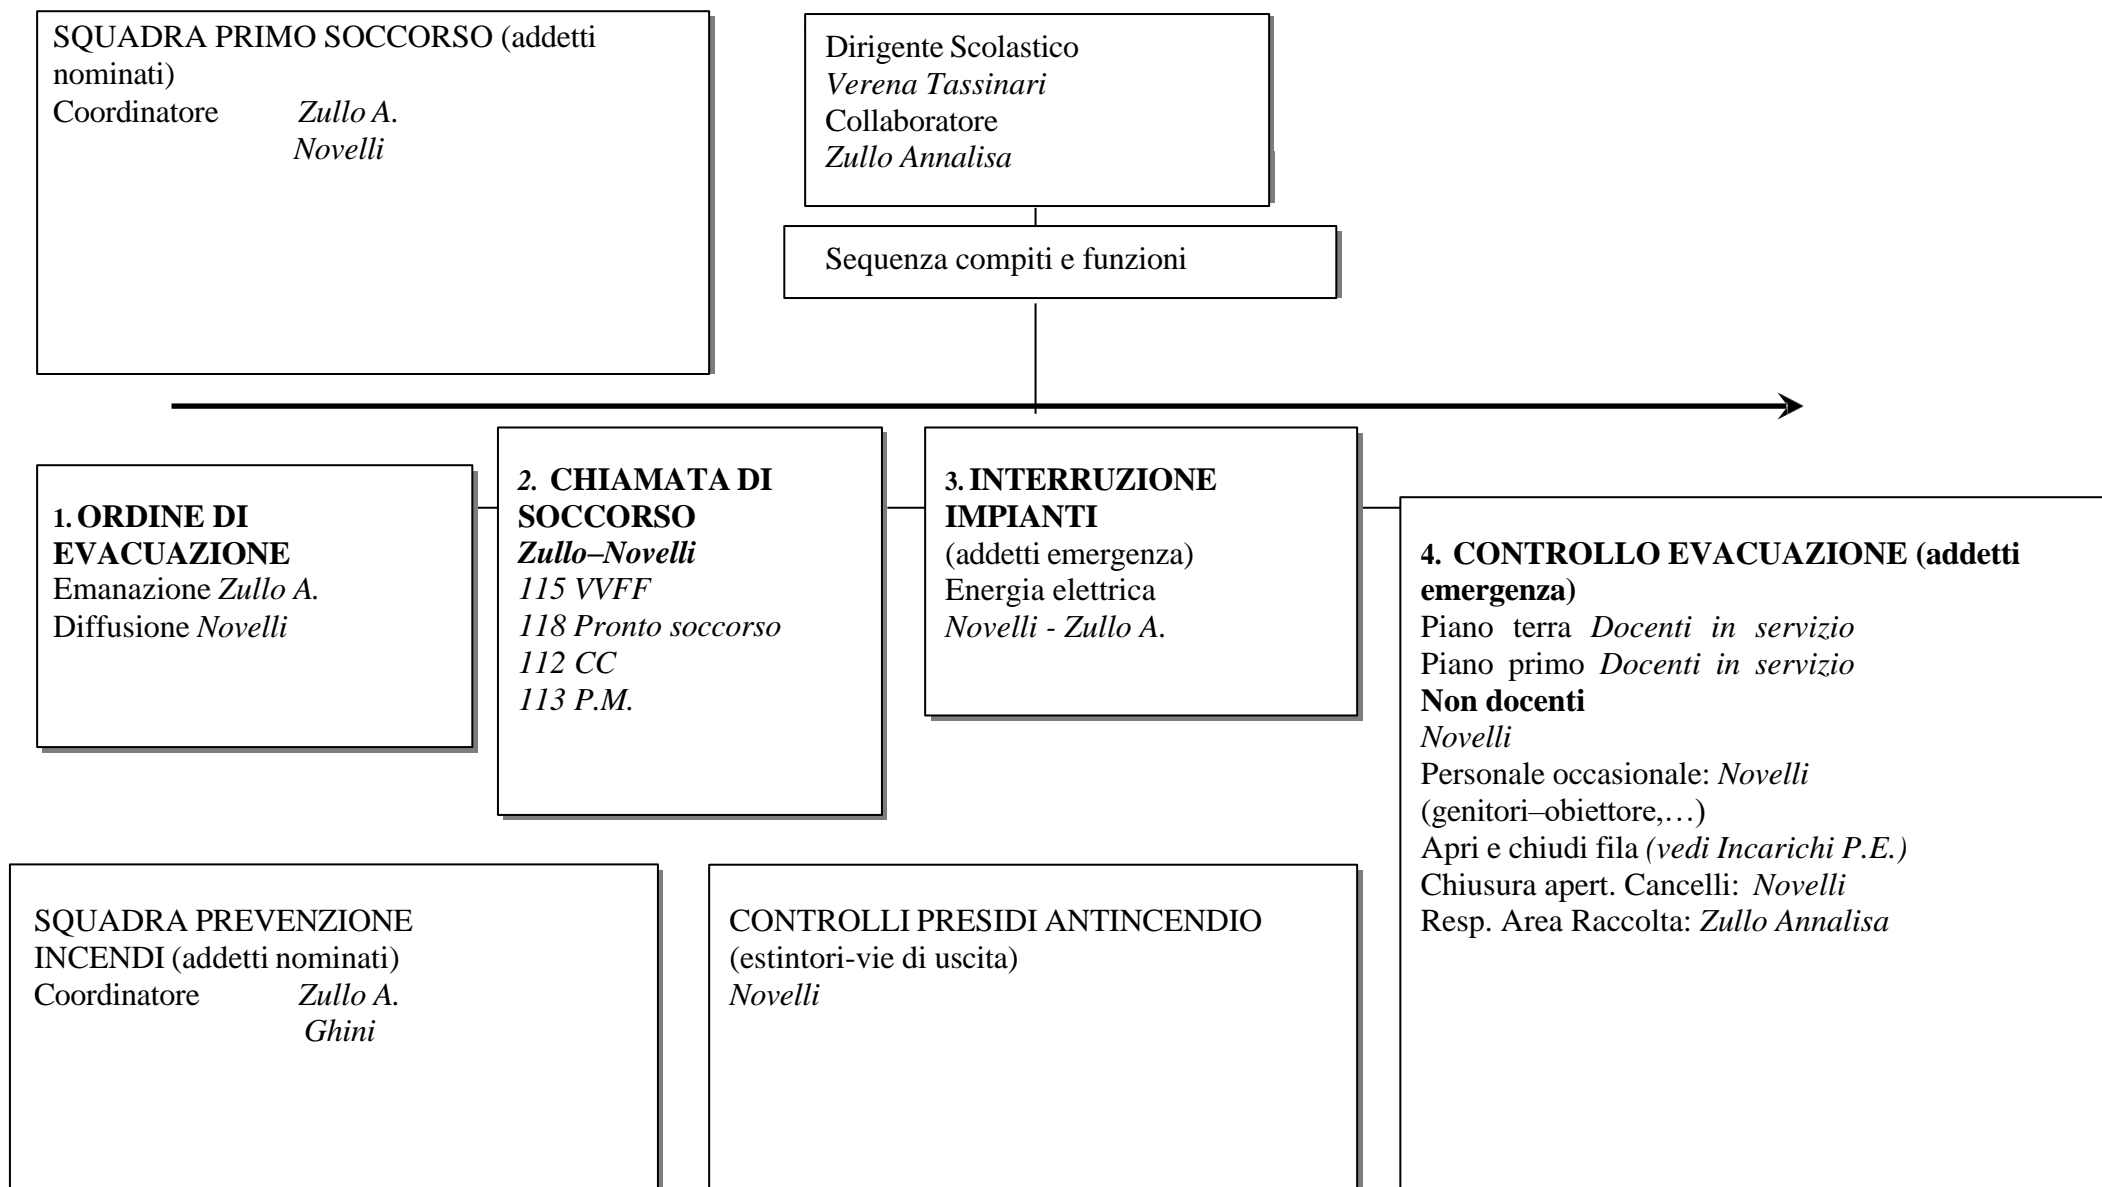 SQUADRA PRIMO SOCCORSO (addetti
nominati)
Coordinatore Zullo A.
Novelli
Dirigente Scolastico
Verena Tassinari
Collaboratore
Zullo Annalisa
Sequenza compiti e funzioni
1. ORDINE DI
EVACUAZIONE
Emanazione Zullo A.
Diffusione Novelli
2. CHIAMATA DI
SOCCORSO
Zullo–Novelli
115 VVFF
118 Pronto soccorso
112 CC
113 P.M.
3. INTERRUZIONE
IMPIANTI
(addetti emergenza)
Energia elettrica
Novelli - Zullo A.
4. CONTROLLO EVACUAZIONE (addetti
emergenza)
Piano terra Docenti in servizio
Piano primo Docenti in servizio
Non docenti
Novelli
Personale occasionale: Novelli
(genitori–obiettore,…)
Apri e chiudi fila (vedi Incarichi P.E.)
Chiusura apert. Cancelli: Novelli
Resp. Area Raccolta: Zullo Annalisa
SQUADRA PREVENZIONE
INCENDI (addetti nominati)
Coordinatore Zullo A.
Ghini
CONTROLLI PRESIDI ANTINCENDIO
(estintori-vie di uscita)
Novelli